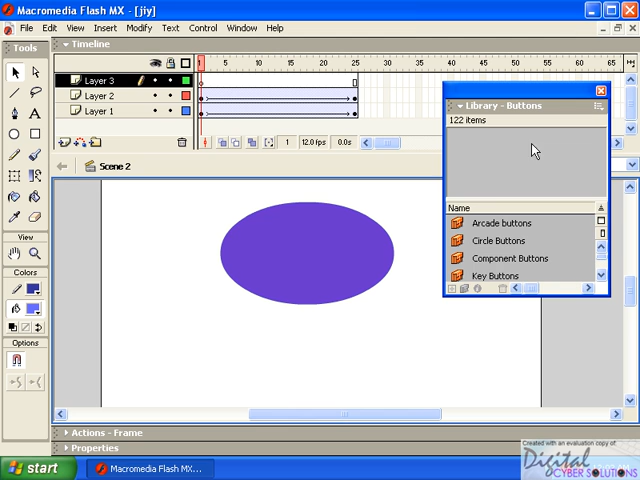 Macromedia Flash MX - [jiy]
File Edit View Insert Modify Text Control Window Help
Tools
Timeline
1 5 10 15 20 25 30 35 40 45 50 55 60 65
Layer 3
Layer 2
Layer 1
1 12.0 fps 0.0s
Scene 2
Library - Buttons
122 items
Name
Arcade buttons
Circle Buttons
Component Buttons
Key Buttons
View
Colors
Options
Actions - Frame
Properties
start
Macromedia Flash MX...
Created with an evaluation copy of
Digital
CYBER SOLUTIONS